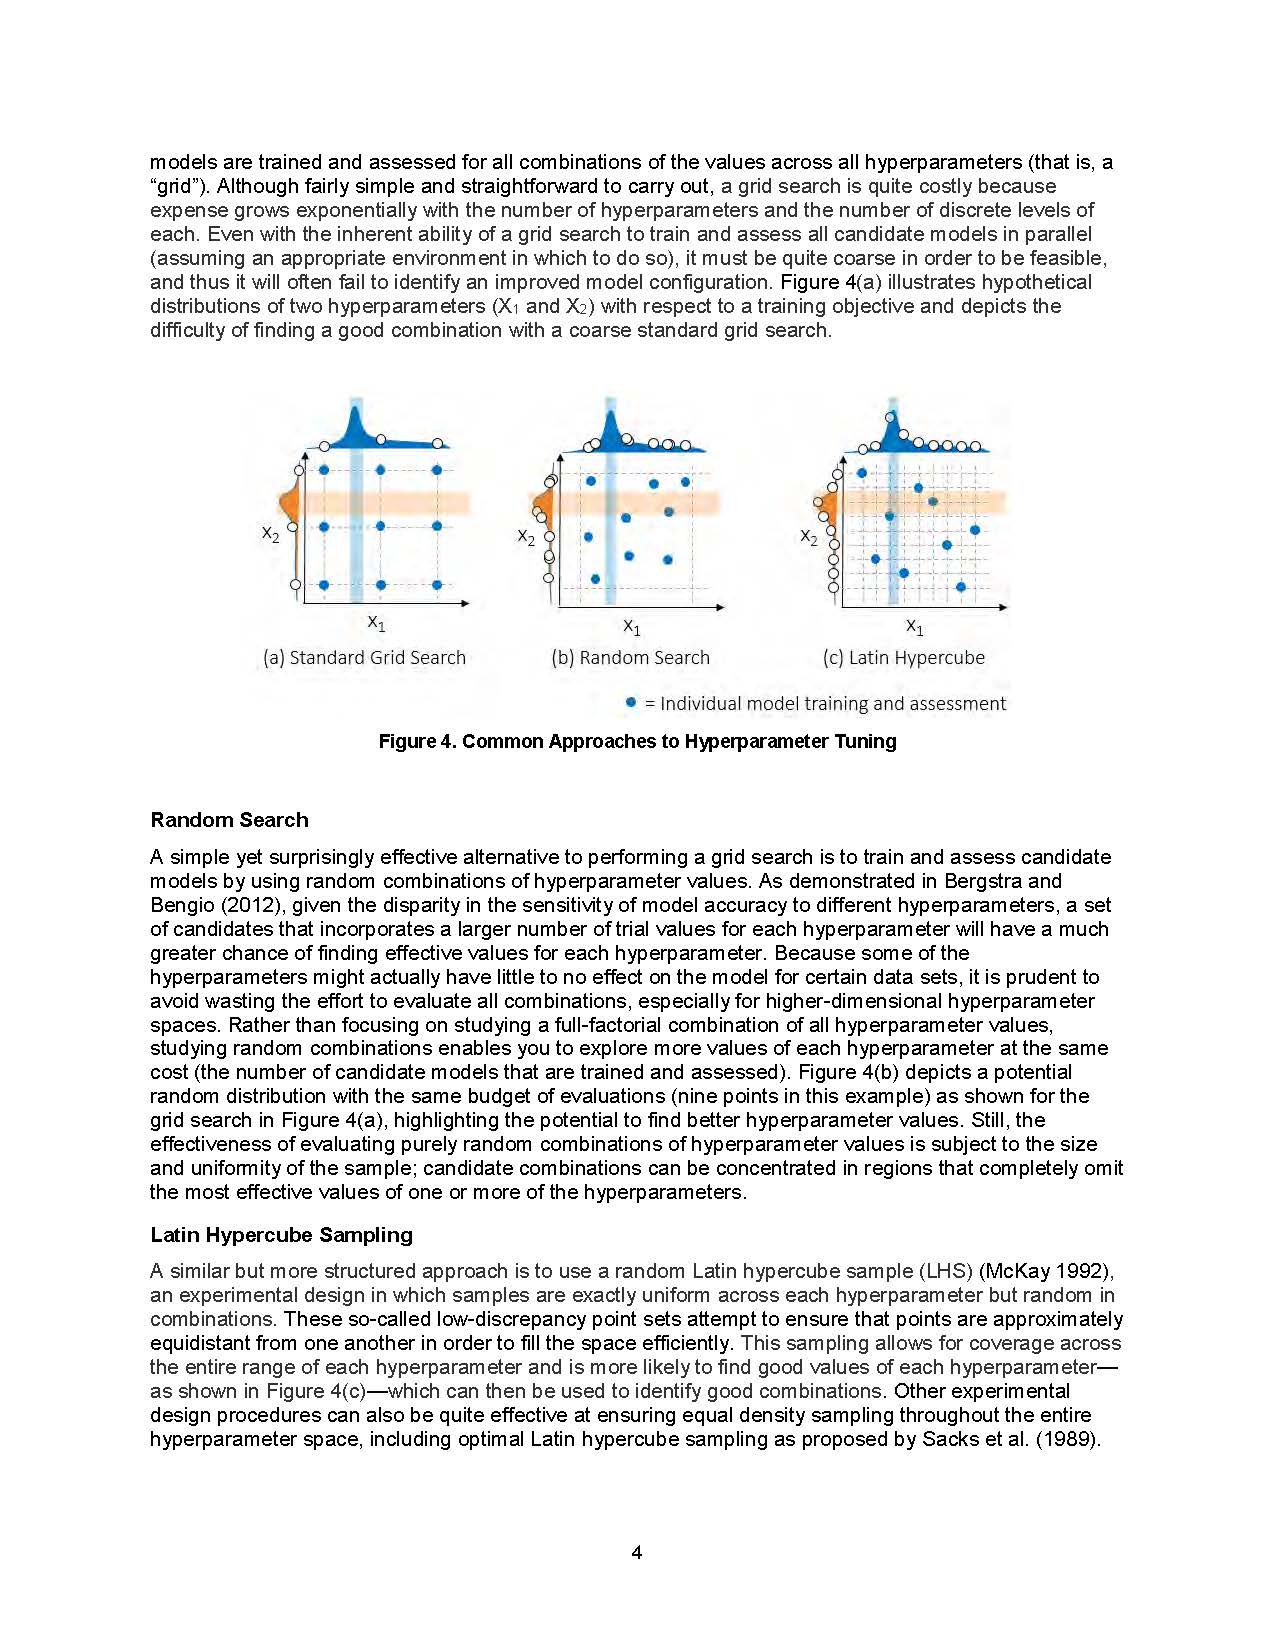 models are trained and assessed for all combinations of the values across all hyperparameters (that is, a
“grid”). Although fairly simple and straightforward to carry out, a grid search is quite costly because
expense grows exponentially with the number of hyperparameters and the number of discrete levels of
each. Even with the inherent ability of a grid search to train and assess all candidate models in parallel
(assuming an appropriate environment in which to do so), it must be quite coarse in order to be feasible,
and thus it will often fail to identify an improved model configuration. Figure 4(a) illustrates hypothetical
distributions of two hyperparameters (X1 and X2) with respect to a training objective and depicts the
difficulty of finding a good combination with a coarse standard grid search.
X2
X1
(a) Standard Grid Search
X2
X1
(b) Random Search
X2
X1
(c) Latin Hypercube
= Individual model training and assessment
Figure 4. Common Approaches to Hyperparameter Tuning
Random Search
A simple yet surprisingly effective alternative to performing a grid search is to train and assess candidate
models by using random combinations of hyperparameter values. As demonstrated in Bergstra and
Bengio (2012), given the disparity in the sensitivity of model accuracy to different hyperparameters, a set
of candidates that incorporates a larger number of trial values for each hyperparameter will have a much
greater chance of finding effective values for each hyperparameter. Because some of the
hyperparameters might actually have little to no effect on the model for certain data sets, it is prudent to
avoid wasting the effort to evaluate all combinations, especially for higher-dimensional hyperparameter
spaces. Rather than focusing on studying a full-factorial combination of all hyperparameter values,
studying random combinations enables you to explore more values of each hyperparameter at the same
cost (the number of candidate models that are trained and assessed). Figure 4(b) depicts a potential
random distribution with the same budget of evaluations (nine points in this example) as shown for the
grid search in Figure 4(a), highlighting the potential to find better hyperparameter values. Still, the
effectiveness of evaluating purely random combinations of hyperparameter values is subject to the size
and uniformity of the sample; candidate combinations can be concentrated in regions that completely omit
the most effective values of one or more of the hyperparameters.
Latin Hypercube Sampling
A similar but more structured approach is to use a random Latin hypercube sample (LHS) (McKay 1992),
an experimental design in which samples are exactly uniform across each hyperparameter but random in
combinations. These so-called low-discrepancy point sets attempt to ensure that points are approximately
equidistant from one another in order to fill the space efficiently. This sampling allows for coverage across
the entire range of each hyperparameter and is more likely to find good values of each hyperparameter—
as shown in Figure 4(c)—which can then be used to identify good combinations. Other experimental
design procedures can also be quite effective at ensuring equal density sampling throughout the entire
hyperparameter space, including optimal Latin hypercube sampling as proposed by Sacks et al. (1989).
4